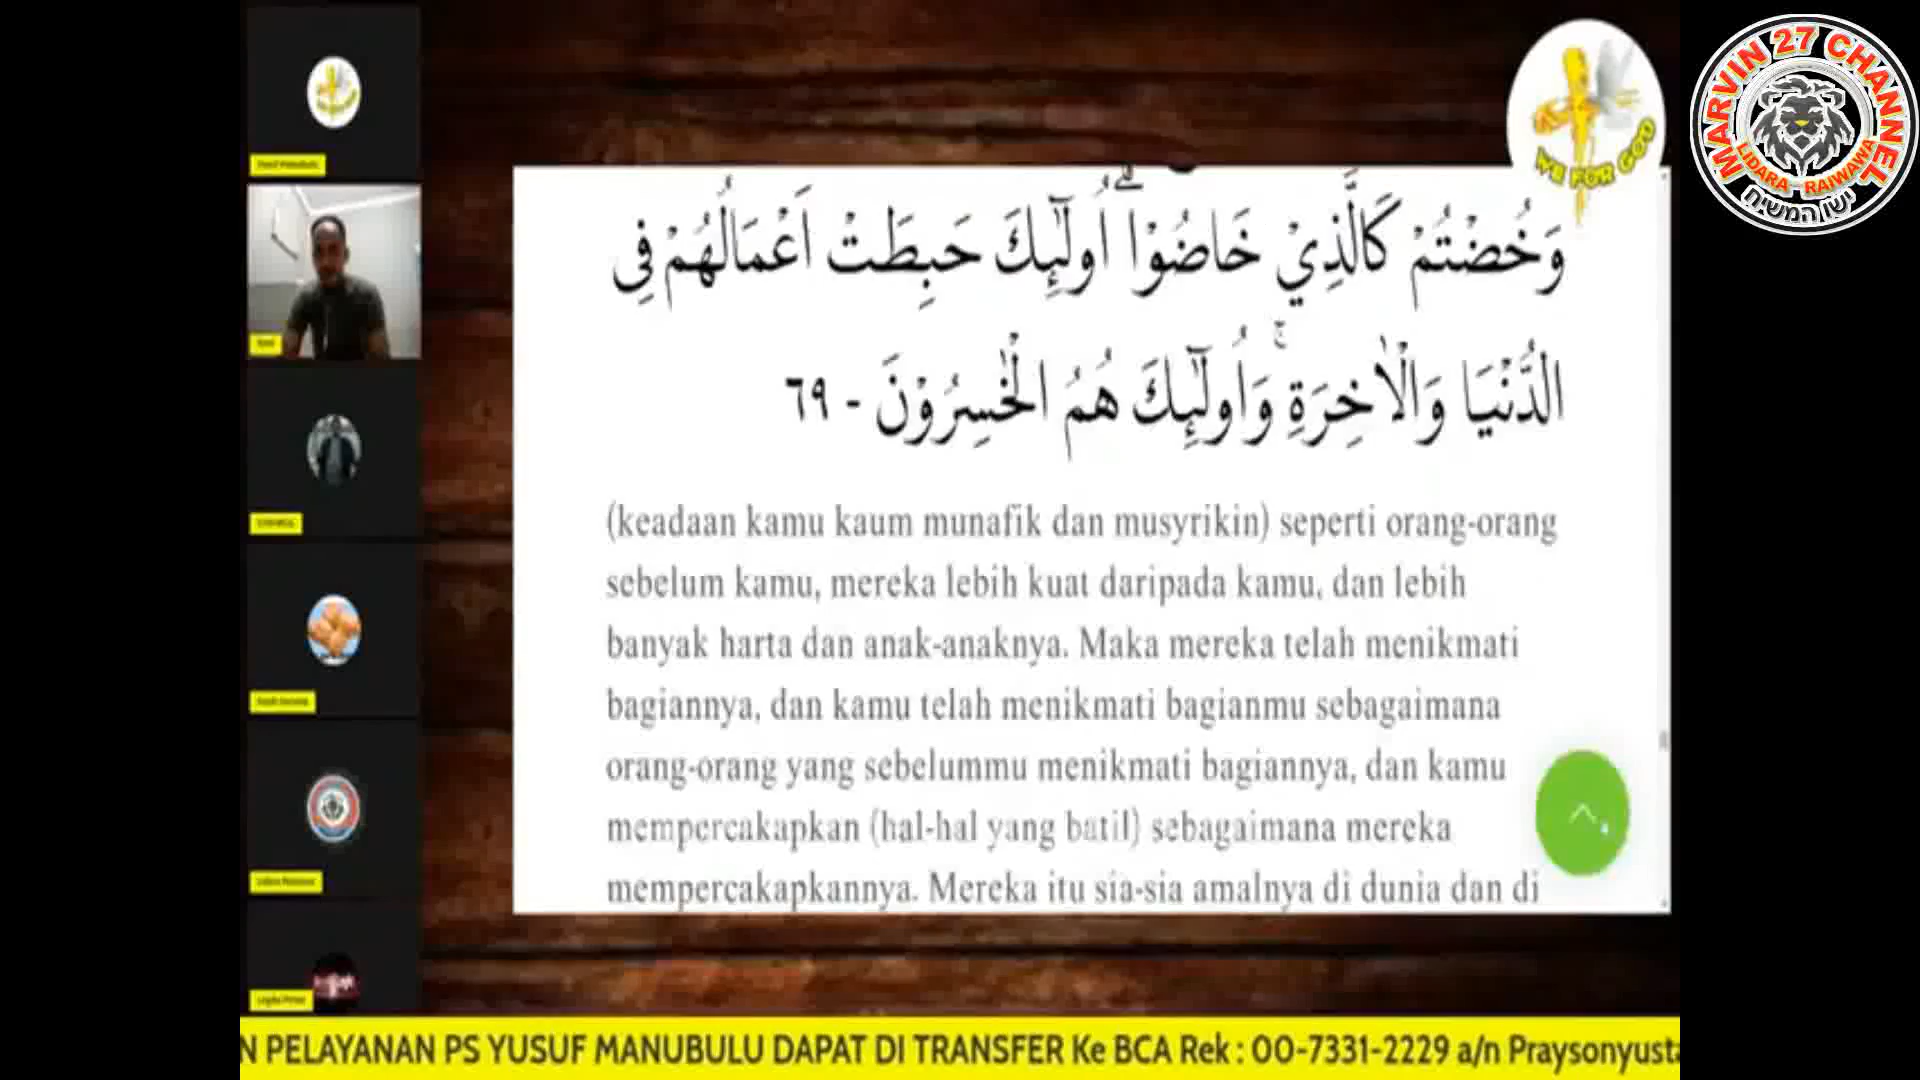 WE FOR GOD
MARVIN 27 CHANNEL
LIDARA - RAIWAWA
ישו המשיח
وَخُضْتُمْ كَالَّذِيْ خَاضُوْاۗ اُولٰۤىِٕكَ حَبِطَتْ اَعْمَالُهُمْ فِى
الدُّنْيَا وَالْاٰخِرَةِۚ وَاُولٰۤىِٕكَ هُمُ الْخٰسِرُوْنَ - ٦٩
(keadaan kamu kaum munafik dan musyrikin) seperti orang-orang
sebelum kamu, mereka lebih kuat daripada kamu, dan lebih
banyak harta dan anak-anaknya. Maka mereka telah menikmati
bagiannya, dan kamu telah menikmati bagianmu sebagaimana
orang-orang yang sebelummu menikmati bagiannya, dan kamu
mempercakapkan (hal-hal yang batil) sebagaimana mereka
mempercakapkannya. Mereka itu sia-sia amalnya di dunia dan di
N PELAYANAN PS YUSUF MANUBULU DAPAT DI TRANSFER Ke BCA Rek : 00-7331-2229 a/n Praysonyusta